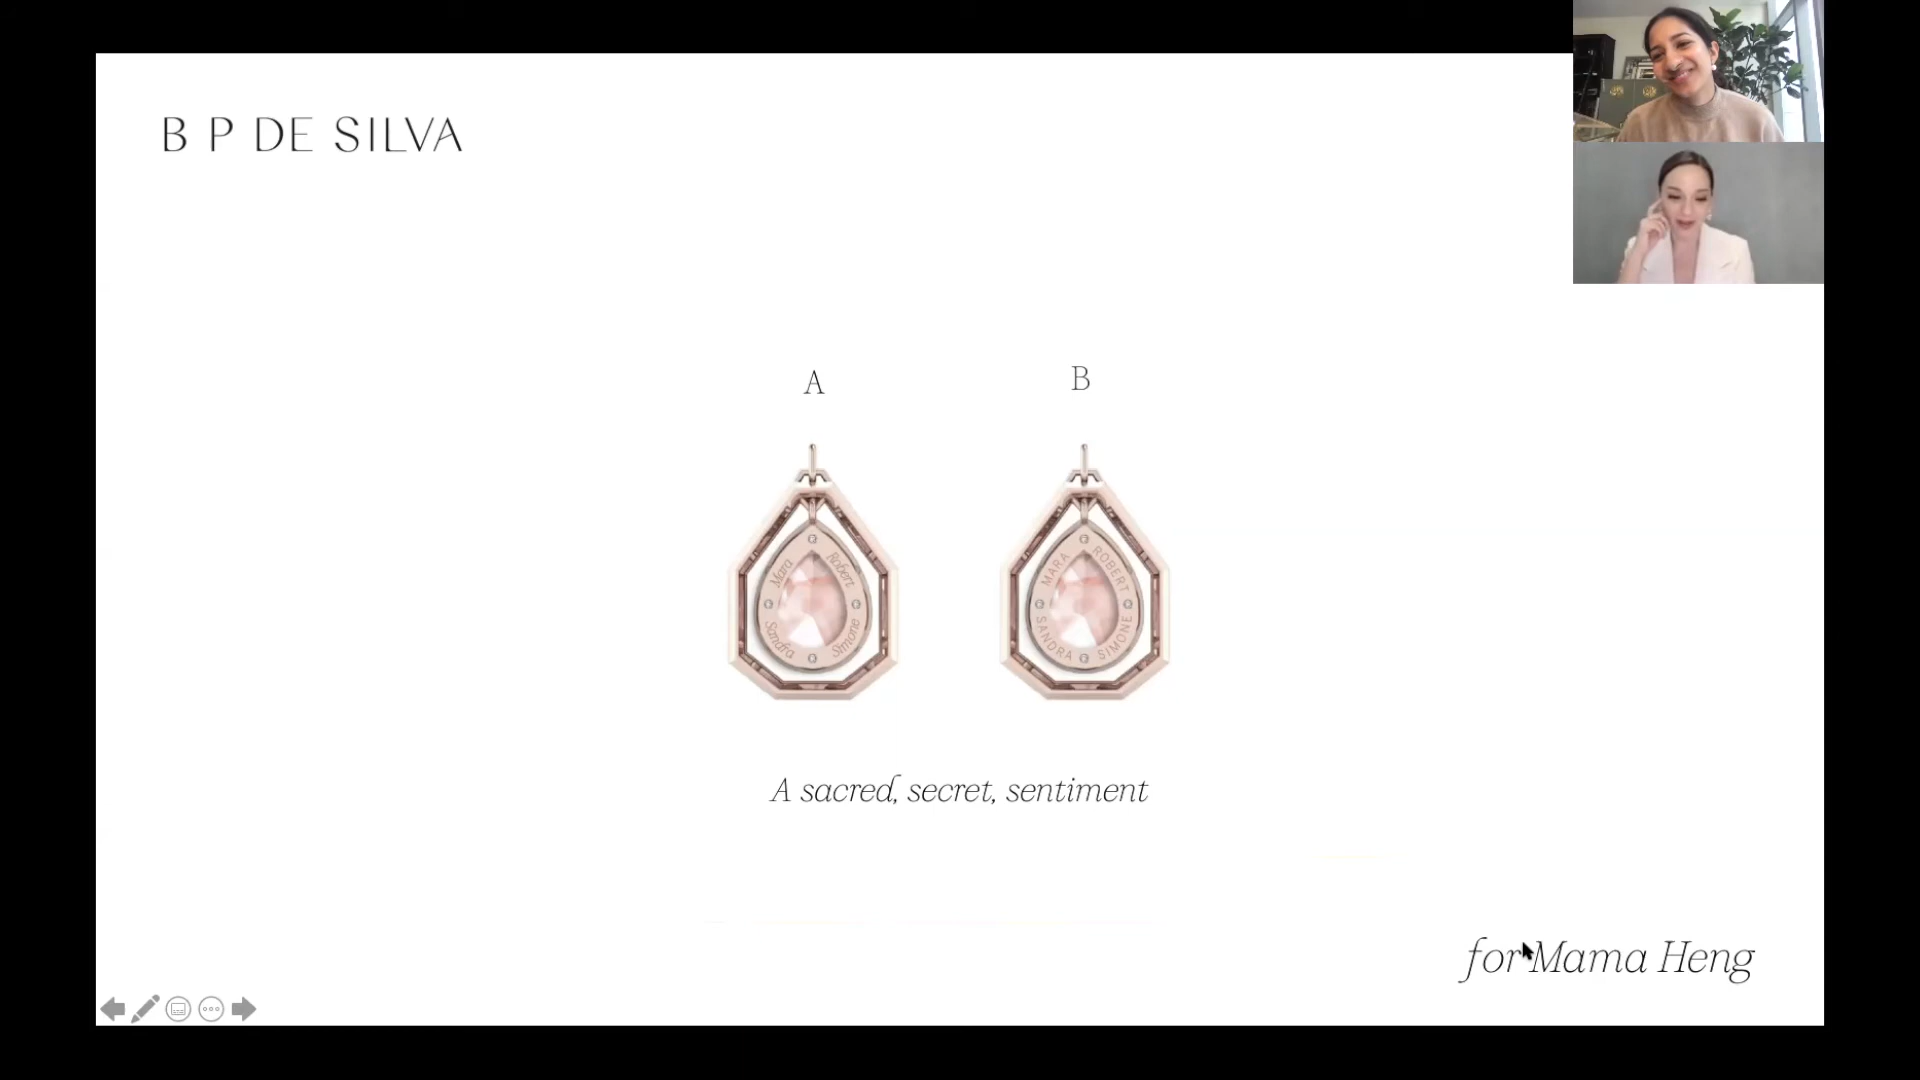 B P DE SILVA
A
B
Mara
Robert
Sandra
Simone
MARA
ROBERT
SANDRA
SIMONE
A sacred, secret, sentiment
for Mama Heng